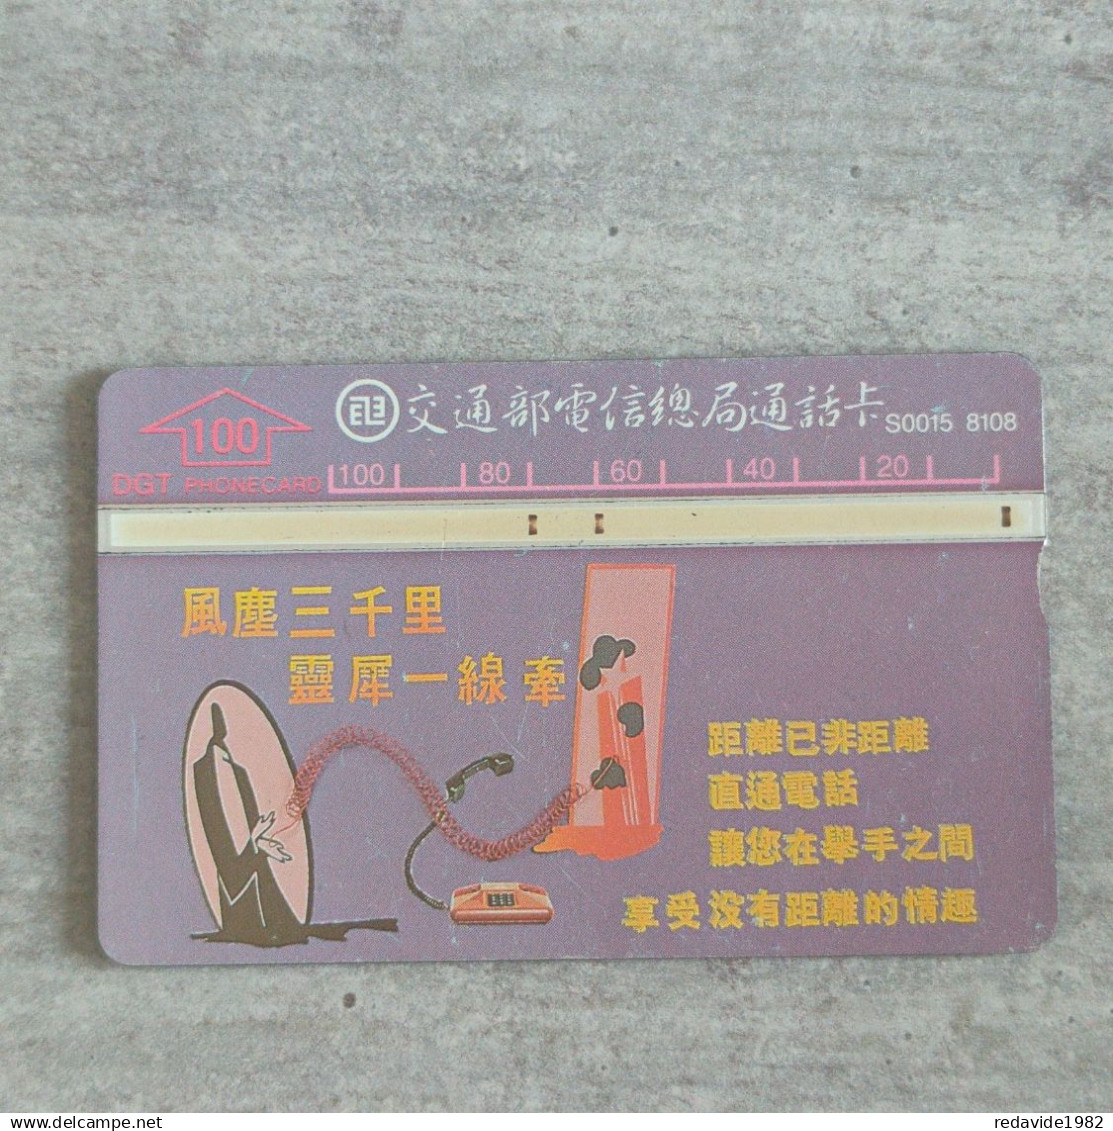 交通部電信總局通話卡 S0015 8108
100
DGT PHONECARD
100 80 60 40 20
風塵三千里
靈犀一線牽
距離已非距離
直通電話
讓您在舉手之間
享受没有距離的情趣
delcampe.net
redavide1982